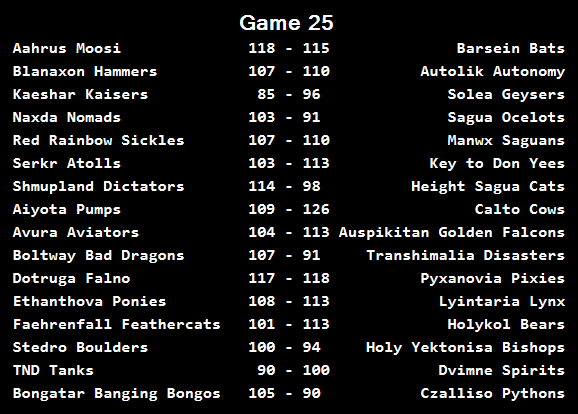 Game 25
Aahrus Moosi 118 - 115 Barsein Bats
Blanaxon Hammers 107 - 110 Autolik Autonomy
Kaeshar Kaisers 85 - 96 Solea Geysers
Naxda Nomads 103 - 91 Sagua Ocelots
Red Rainbow Sickles 107 - 110 Manwx Saguans
Serkr Atolls 103 - 113 Key to Don Yees
Shmupland Dictators 114 - 98 Height Sagua Cats
Aiyota Pumps 109 - 126 Calto Cows
Avura Aviators 104 - 113 Auspikitan Golden Falcons
Boltway Bad Dragons 107 - 91 Transhimalia Disasters
Dotruga Falno 117 - 118 Pyxanovia Pixies
Ethanthova Ponies 108 - 113 Lyintaria Lynx
Faehrenfall Feathercats 101 - 113 Holykol Bears
Stedro Boulders 100 - 94 Holy Yektonisa Bishops
TND Tanks 90 - 100 Dvimne Spirits
Bongatar Banging Bongos 105 - 90 Czalliso Pythons